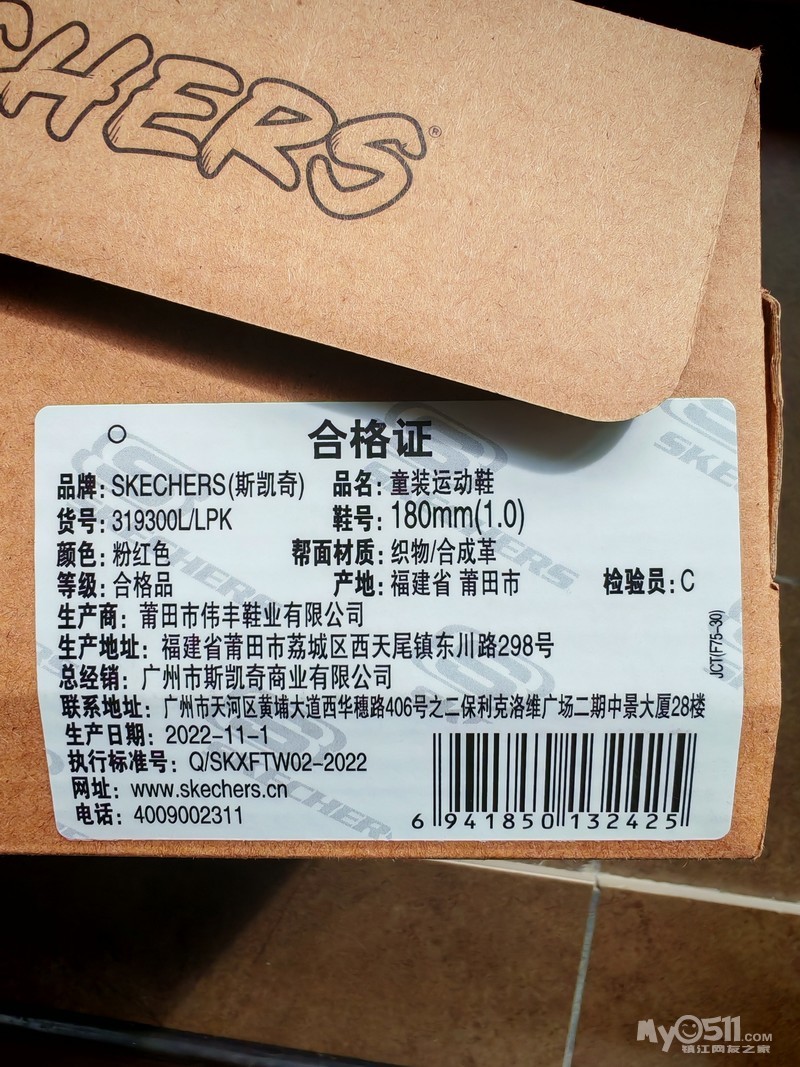 CHERS®
合格证
品牌: SKECHERS(斯凯奇) 品名: 童装运动鞋
货号: 319300L/LPK 鞋号: 180mm(1.0)
颜色: 粉红色 帮面材质: 织物/合成革
等级: 合格品 产地: 福建省 莆田市 检验员: C
生产商: 莆田市伟丰鞋业有限公司
生产地址: 福建省莆田市荔城区西天尾镇东川路298号
总经销: 广州市斯凯奇商业有限公司
联系地址: 广州市天河区黄埔大道西华穗路406号之二保利克洛维广场二期中景大厦28楼
生产日期: 2022-11-1
执行标准号: Q/SKXFTW02-2022
网址: www.skechers.cn
电话: 4009002311
6 941850 132425
JCT(F75-30)
SKECHERS
My0511.COM
镇江网友之家